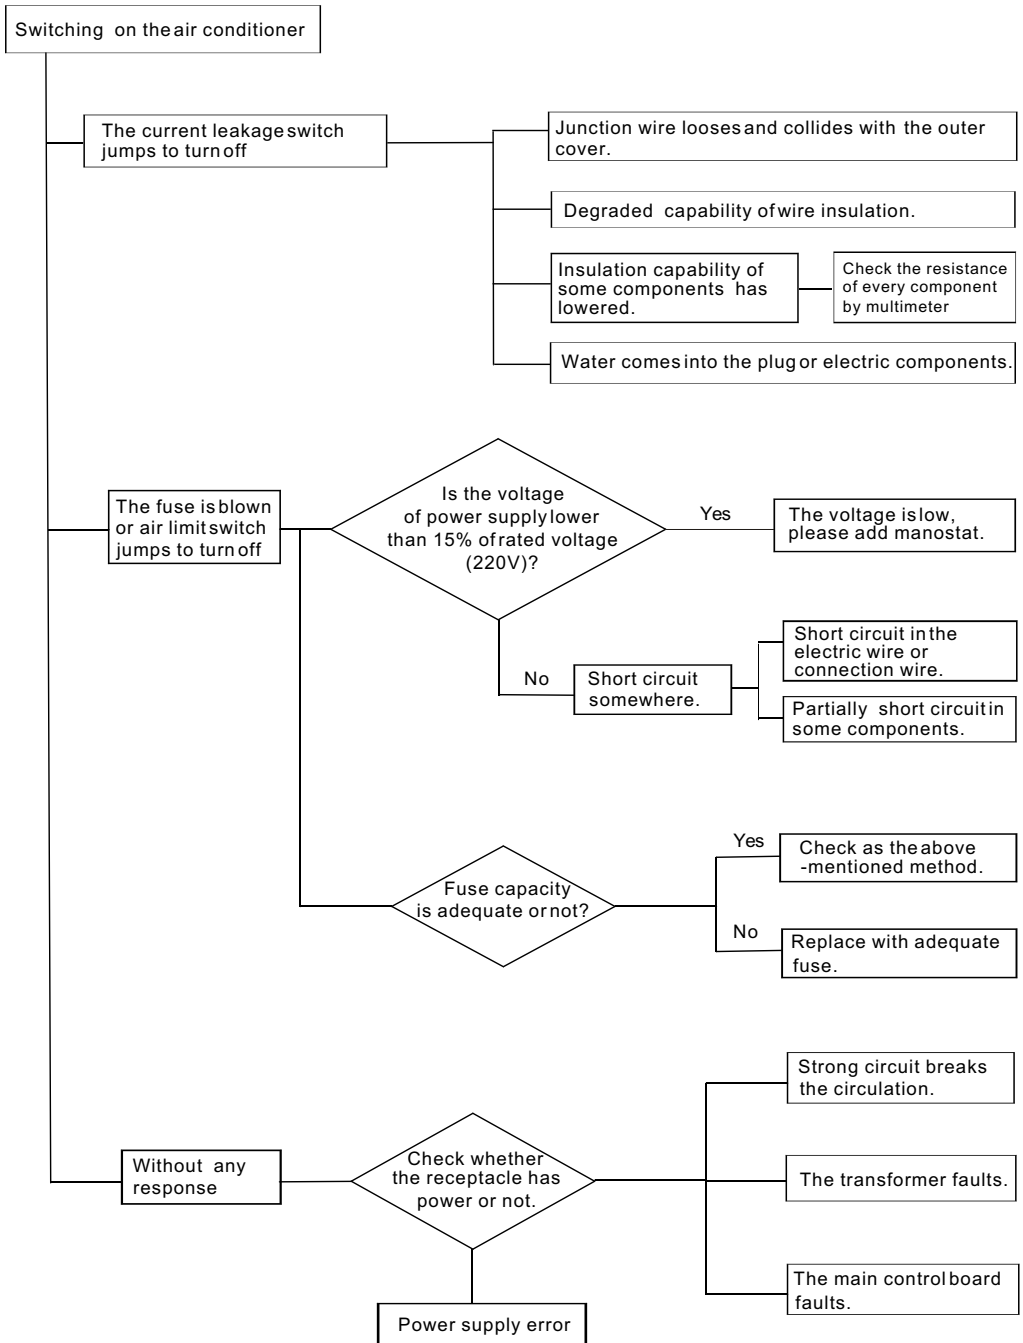 Switching on the air conditioner
The current leakage switch
jumps to turn off
Junction wire looses and collides with the outer
cover.
Degraded capability of wire insulation.
Insulation capability of
some components has
lowered.
Check the resistance
of every component
by multimeter
Water comes into the plug or electric components.
The fuse is blown
or air limit switch
jumps to turn off
Is the voltage
of power supply lower
than 15% of rated voltage
(220V)?
Yes
The voltage is low,
please add manostat.
No
Short circuit
somewhere.
Short circuit in the
electric wire or
connection wire.
Partially short circuit in
some components.
Fuse capacity
is adequate or not?
Yes
Check as the above
-mentioned method.
No
Replace with adequate
fuse.
Without any
response
Check whether
the receptacle has
power or not.
Strong circuit breaks
the circulation.
The transformer faults.
The main control board
faults.
Power supply error